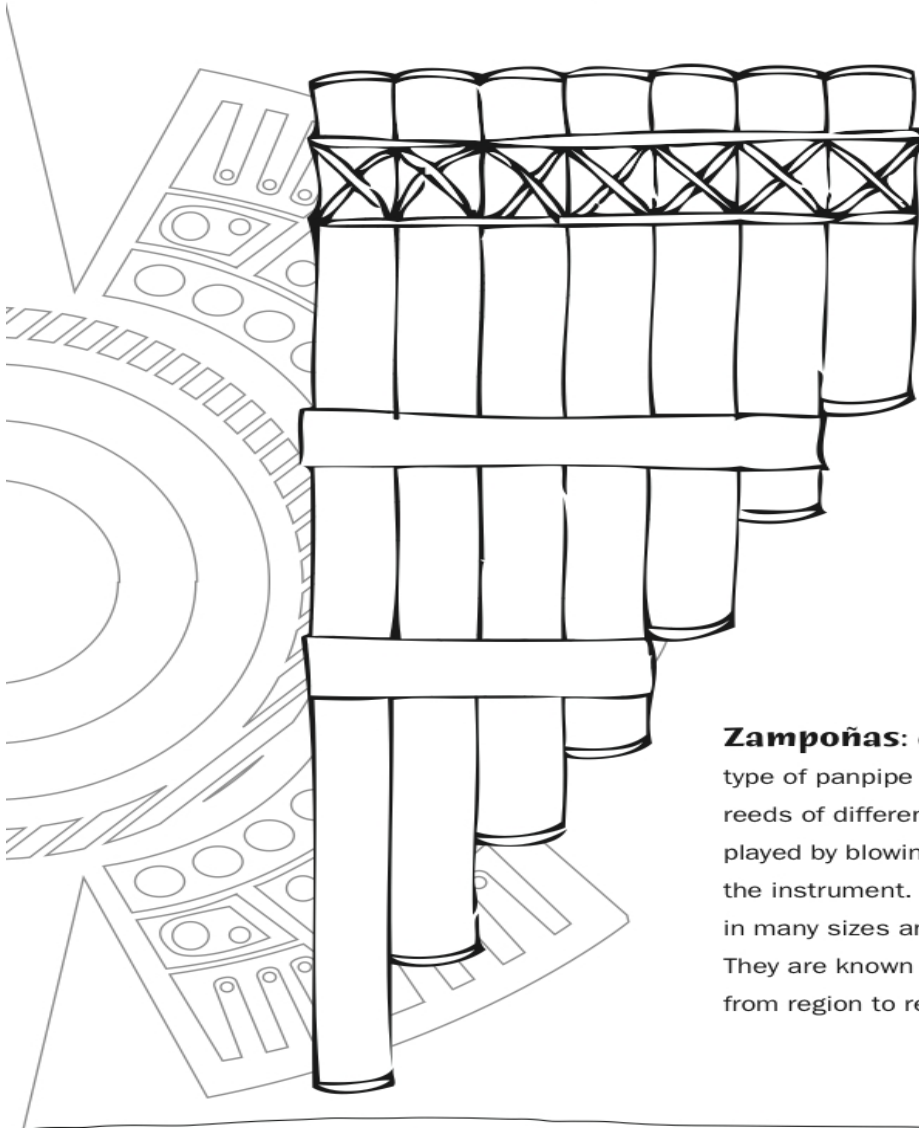 Zampoñas:
type of panpipe
reeds of differen
played by blowin
the instrument.
in many sizes a
They are known
from region to re